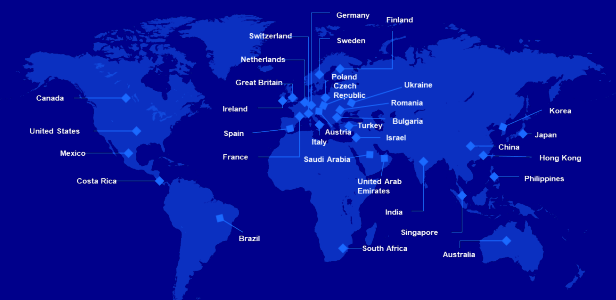 Germany
Finland
Switzerland
Sweden
Netherlands
Poland
Czech
Republic
Great Britain
Ukraine
Canada
Ireland
Romania
Korea
United States
Spain
Bulgaria
Turkey
Austria
Japan
Israel
Italy
China
Mexico
France
Saudi Arabia
Hong Kong
Costa Rica
United Arab
Emirates
Philippines
India
Singapore
Brazil
South Africa
Australia